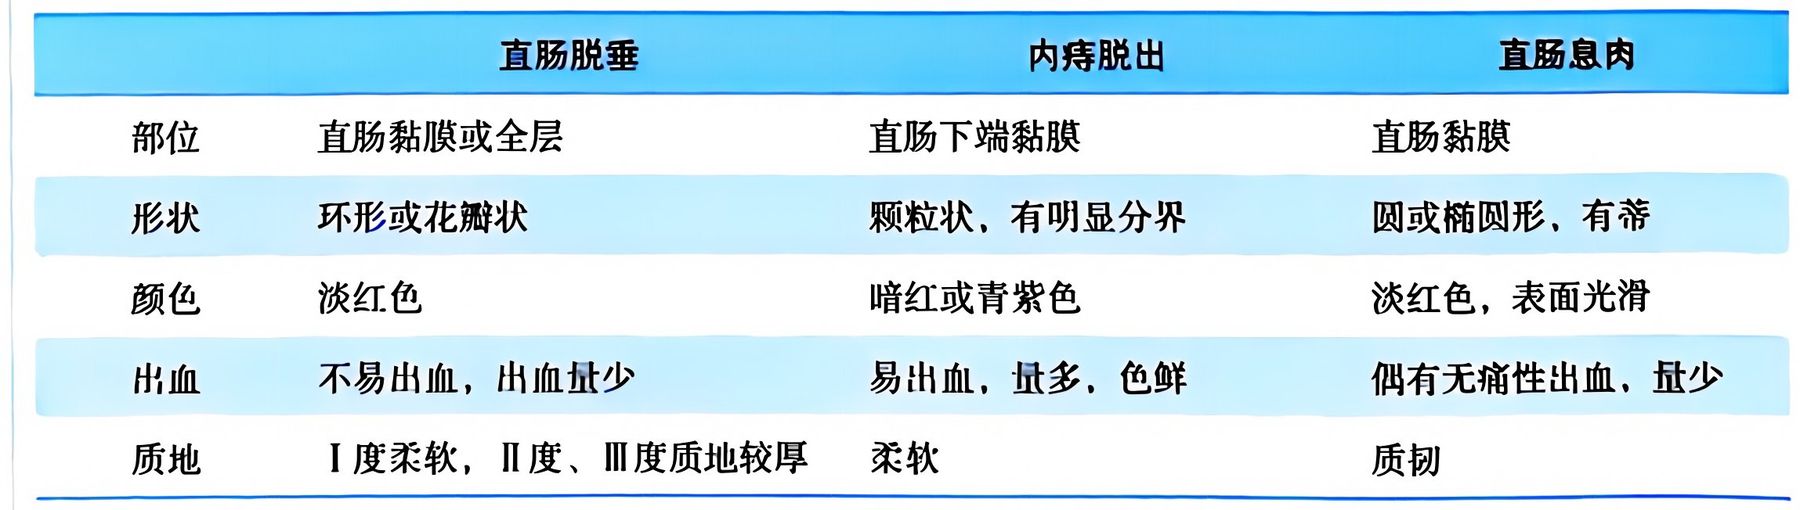 直肠脱垂 内痔脱出 直肠息肉
部位 直肠黏膜或全层 直肠下端黏膜 直肠黏膜
形状 环形或花瓣状 颗粒状，有明显分界 圆或椭圆形，有蒂
颜色 淡红色 暗红或青紫色 淡红色，表面光滑
出血 不易出血，出血量少 易出血，量多，色鲜 偶有无痛性出血，量少
质地 Ⅰ度柔软，Ⅱ度、Ⅲ度质地较厚 柔软 质韧